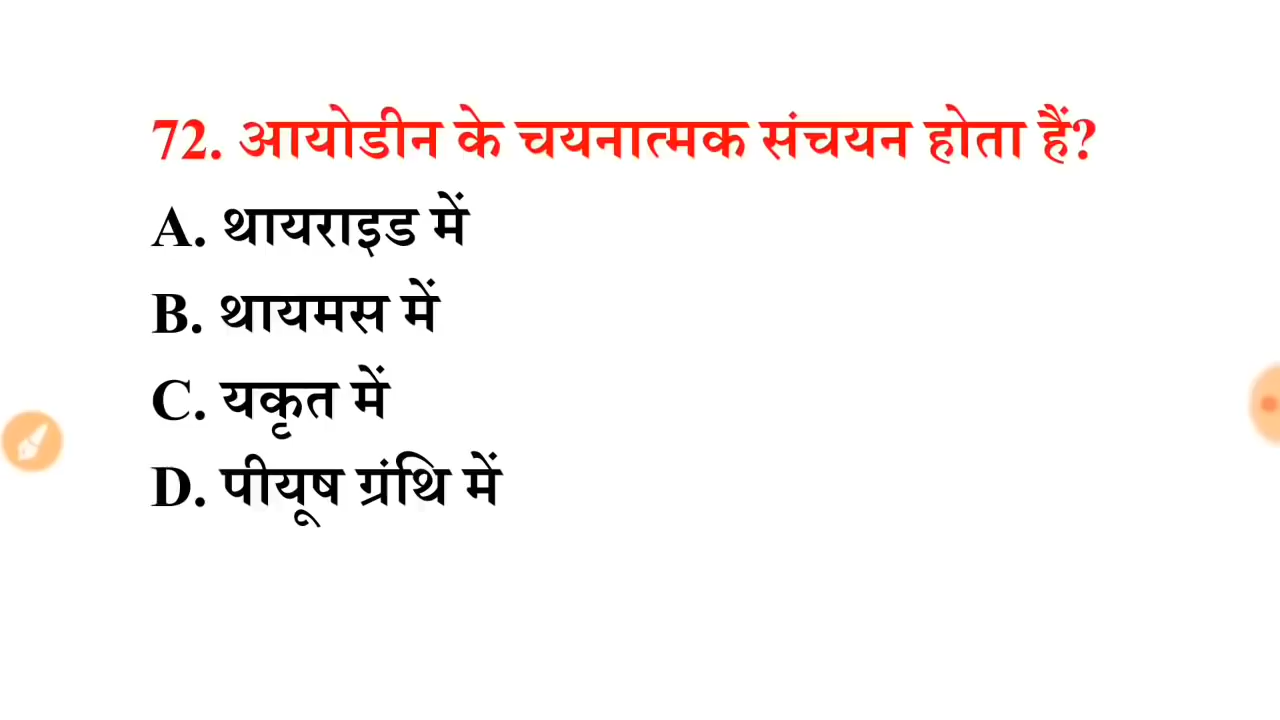 72. आयोडीन के चयनात्मक संचयन होता हैं?
A. थायराइड में
B. थायमस में
C. यकृत में
D. पीयूष ग्रंथि में